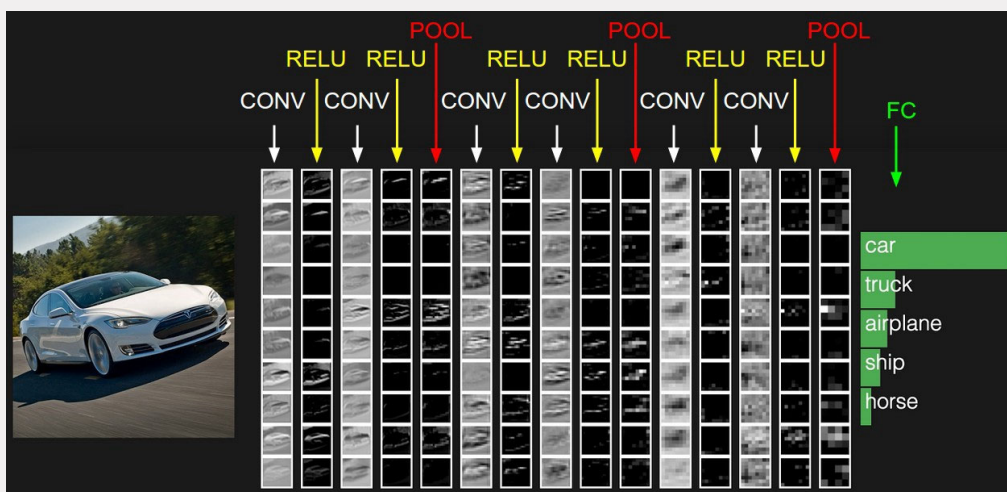 POOL POOL POOL
RELU RELU RELU RELU RELU RELU
CONV CONV CONV CONV CONV CONV
FC
car
truck
airplane
ship
horse